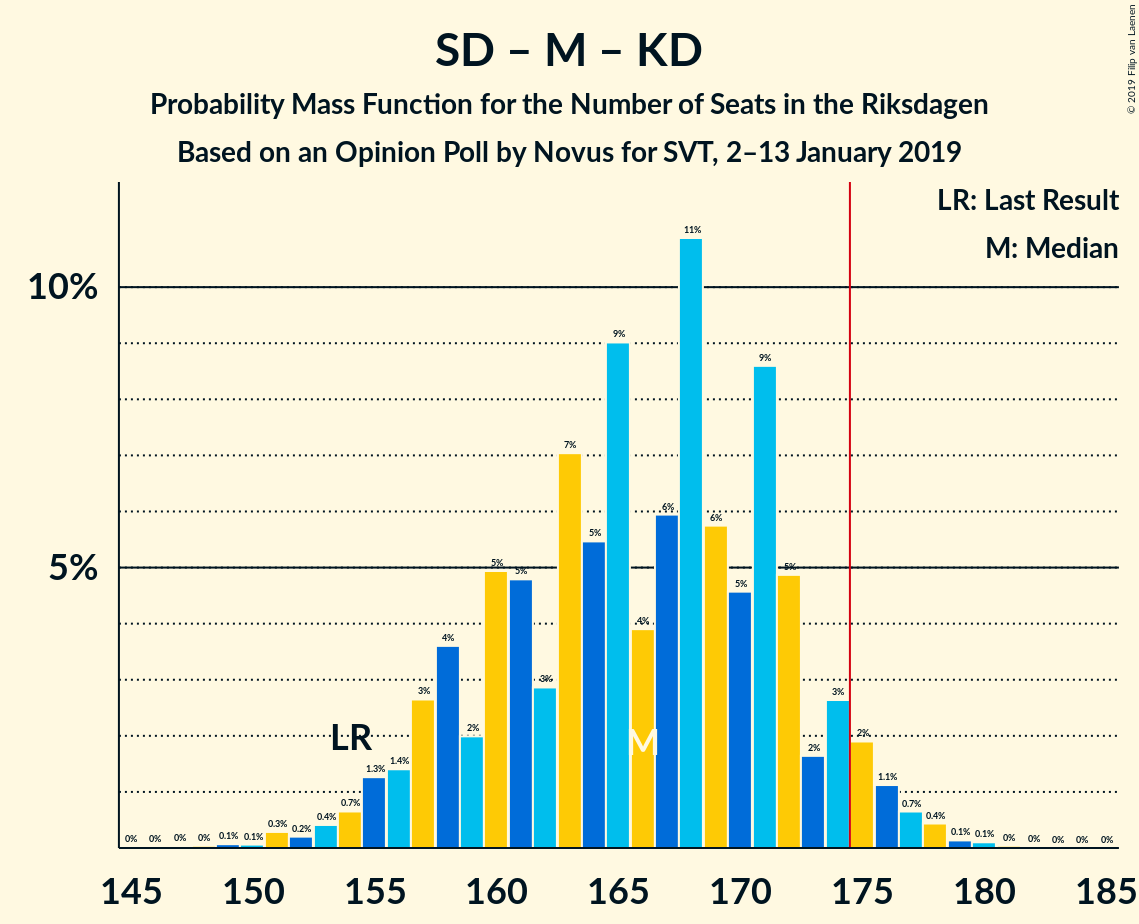 SD – M – KD
Probability Mass Function for the Number of Seats in the Riksdagen
Based on an Opinion Poll by Novus for SVT, 2–13 January 2019
© 2019 Filip van Laenen
LR: Last Result
M: Median
10%
5%
0% 0% 0% 0% 0.1% 0.1% 0.3% 0.2% 0.4% 0.7% 1.3% 1.4% 3% 4% 2% 5% 5% 3% 7% 5% 9% 4% 6% 11% 6% 5% 9% 5% 2% 3% 2% 1.1% 0.7% 0.4% 0.1% 0.1% 0% 0% 0% 0% 0%
LR
M
145 150 155 160 165 170 175 180 185